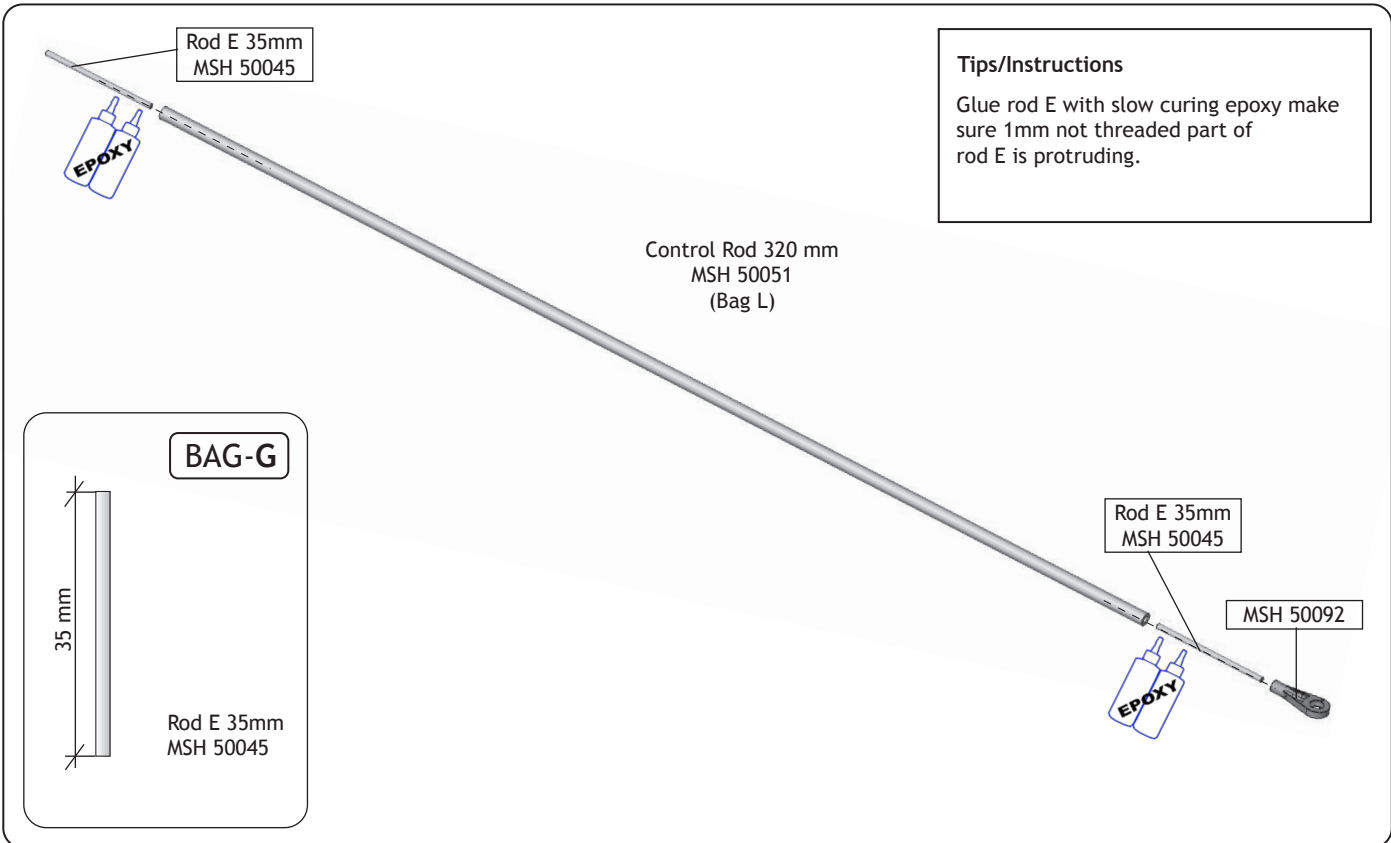 Rod E 35mm
MSH 50045
Tips/Instructions
Glue rod E with slow curing epoxy make
sure 1mm not threaded part of
rod E is protruding.
EPOXY
Control Rod 320 mm
MSH 50051
(Bag L)
BAG-G
35 mm
Rod E 35mm
MSH 50045
Rod E 35mm
MSH 50045
MSH 50092
EPOXY